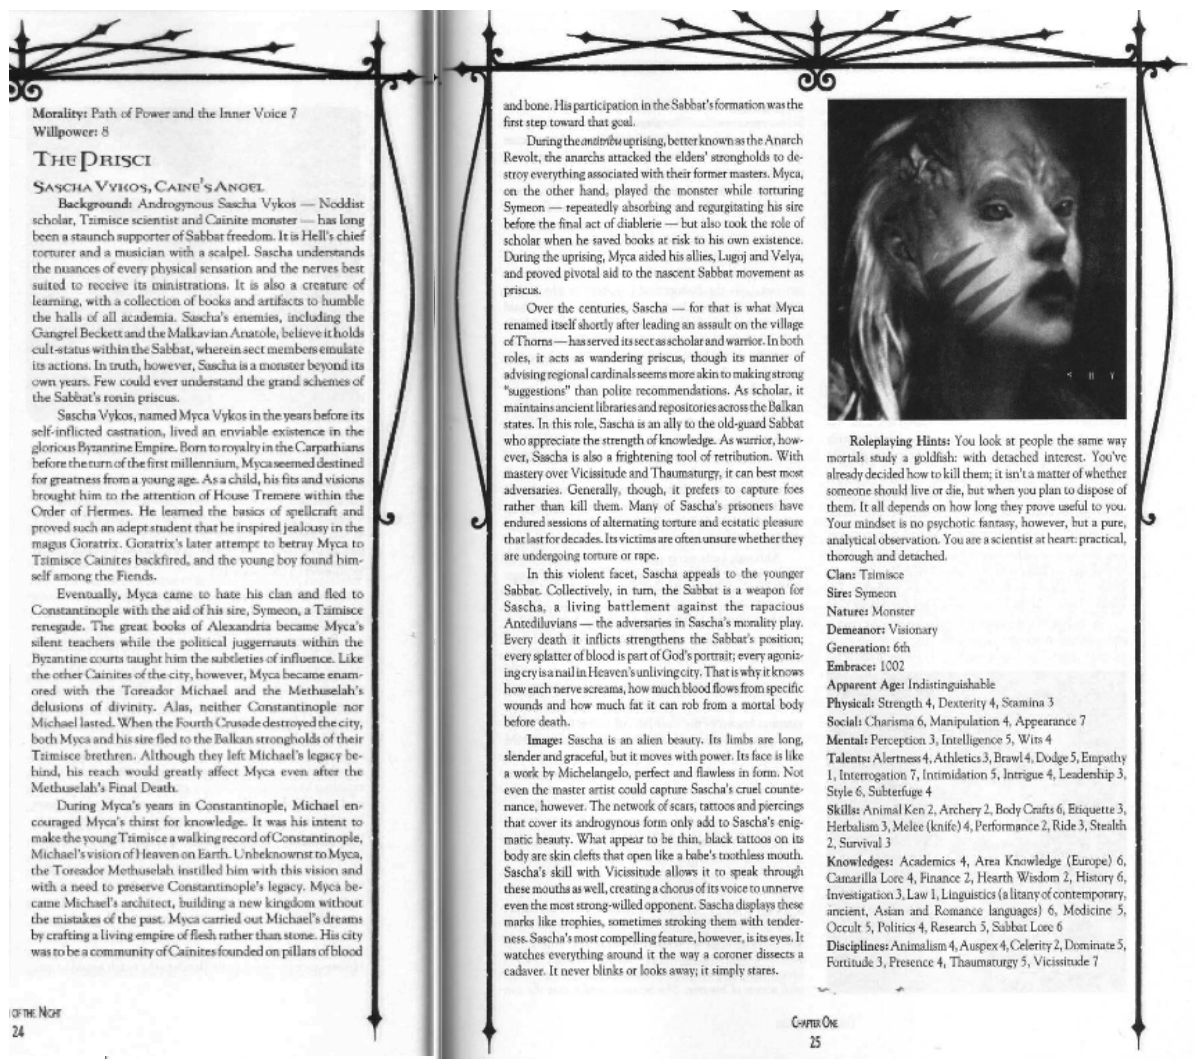 Morality: Path of Power and the Inner Voice 7
Willpower: 8
THE PRISCI
SASCHA VYKOS, CAINE'S ANGEL
Background: Androgynous Sascha Vykos — Noddist
scholar, Tzimisce scientist and Cainite monster — has long
been a staunch supporter of Sabbat freedom. It is Hell's chief
torturer and a musician with a scalpel. Sascha understands
the nuances of every physical sensation and the nerves best
suited to receive its ministrations. It is also a creature of
learning, with a collection of books and artifacts to humble
the halls of all academia. Sascha's enemies, including the
Gangrel Beckett and the Malkavian Anatole, believe it holds
cult-status within the Sabbat, wherein sect members emulate
its actions. In truth, however, Sascha is a monster beyond its
own years. Few could ever understand the grand schemes of
the Sabbat's ronin priscus.
Sascha Vykos, named Myca Vykos in the years before its
self-inflicted castration, lived an enviable existence in the
glorious Byzantine Empire. Born to royalty in the Carpathians
before the turn of the first millennium, Myca seemed destined
for greatness from a young age. As a child, his fits and visions
brought him to the attention of House Tremere within the
Order of Hermes. He learned the basics of spellcraft and
proved such an adept student that he inspired jealousy in the
magus Goratrix. Goratrix's later attempt to betray Myca to
Tzimisce Cainites backfired, and the young boy found him-
self among the Fiends.
Eventually, Myca came to hate his clan and fled to
Constantinople with the aid of his sire, Symeon, a Tzimisce
renegade. The great books of Alexandria became Myca's
silent teachers while the political juggernauts within the
Byzantine courts taught him the subtleties of influence. Like
the other Cainites of the city, however, Myca became enam-
ored with the Toreador Michael and the Methuselah's
delusions of divinity. Alas, neither Constantinople nor
Michael lasted. When the Fourth Crusade destroyed the city,
both Myca and his sire fled to the Balkan strongholds of their
Tzimisce brethren. Although they left Michael's legacy be-
hind, his reach would greatly affect Myca even after the
Methuselah's Final Death.
During Myca's years in Constantinople, Michael en-
couraged Myca's thirst for knowledge. It was his intent to
make the young Tzimisce a walking record of Constantinople,
Michael's vision of Heaven on Earth. Unbeknownst to Myca,
the Toreador Methuselah instilled him with this vision and
with a need to preserve Constantinople's legacy. Myca be-
came Michael's architect, building a new kingdom without
the mistakes of the past. Myca carried out Michael's dreams
by crafting a living empire of flesh rather than stone. His city
was to be a community of Cainites founded on pillars of blood
OF THE NIGHT
24
and bone. His participation in the Sabbat's formation was the
first step toward that goal.
During the antitribu uprising, better known as the Anarch
Revolt, the anarchs attacked the elders' strongholds to de-
stroy everything associated with their former masters. Myca,
on the other hand, played the monster while torturing
Symeon — repeatedly absorbing and regurgitating his sire
before the final act of diablerie — but also took the role of
scholar when he saved books at risk to his own existence.
During the uprising, Myca aided his allies, Lugoj and Velya,
and proved pivotal aid to the nascent Sabbat movement as
priscus.
Over the centuries, Sascha — for that is what Myca
renamed itself shortly after leading an assault on the village
of Thorns — has served its sect as scholar and warrior. In both
roles, it acts as wandering priscus, though its manner of
advising regional cardinals seems more akin to making strong
"suggestions" than polite recommendations. As scholar, it
maintains ancient libraries and repositories across the Balkan
states. In this role, Sascha is an ally to the old-guard Sabbat
who appreciate the strength of knowledge. As warrior, how-
ever, Sascha is also a frightening tool of retribution. With
mastery over Vicissitude and Thaumaturgy, it can best most
adversaries. Generally, though, it prefers to capture foes
rather than kill them. Many of Sascha's prisoners have
endured sessions of alternating torture and ecstatic pleasure
that last for decades. Its victims are often unsure whether they
are undergoing torture or rape.
In this violent facet, Sascha appeals to the younger
Sabbat. Collectively, in turn, the Sabbat is a weapon for
Sascha, a living battlement against the rapacious
Antediluvians — the adversaries in Sascha's morality play.
Every death it inflicts strengthens the Sabbat's position;
every splatter of blood is part of God's portrait; every agoniz-
ing cry is a nail in Heaven's unliving city. That is why it knows
how each nerve screams, how much blood flows from specific
wounds and how much fat it can rob from a mortal body
before death.
Image: Sascha is an alien beauty. Its limbs are long,
slender and graceful, but it moves with power. Its face is like
a work by Michelangelo, perfect and flawless in form. Not
even the master artist could capture Sascha's cruel counte-
nance, however. The network of scars, tattoos and piercings
that cover its androgynous form only add to Sascha's enig-
matic beauty. What appear to be thin, black tattoos on its
body are skin clefts that open like a babe's toothless mouth.
Sascha's skill with Vicissitude allows it to speak through
these mouths as well, creating a chorus of its voice to unnerve
even the most strong-willed opponent. Sascha displays these
marks like trophies, sometimes stroking them with tender-
ness. Sascha's most compelling feature, however, is its eyes. It
watches everything around it the way a coroner dissects a
cadaver. It never blinks or looks away; it simply stares.
Roleplaying Hints: You look at people the same way
mortals study a goldfish: with detached interest. You've
already decided how to kill them; it isn't a matter of whether
someone should live or die, but when you plan to dispose of
them. It all depends on how long they prove useful to you.
Your mindset is no psychotic fantasy, however, but a pure,
analytical observation. You are a scientist at heart: practical,
thorough and detached.
Clan: Tzimisce
Sire: Symeon
Nature: Monster
Demeanor: Visionary
Generation: 6th
Embrace: 1002
Apparent Age: Indistinguishable
Physical: Strength 4, Dexterity 4, Stamina 3
Social: Charisma 6, Manipulation 4, Appearance 7
Mental: Perception 3, Intelligence 5, Wits 4
Talents: Alertness 4, Athletics 3, Brawl 4, Dodge 5, Empathy
1, Interrogation 7, Intimidation 5, Intrigue 4, Leadership 3,
Style 6, Subterfuge 4
Skills: Animal Ken 2, Archery 2, Body Crafts 6, Etiquette 3,
Herbalism 3, Melee (knife) 4, Performance 2, Ride 3, Stealth
2, Survival 3
Knowledges: Academics 4, Area Knowledge (Europe) 6,
Camarilla Lore 4, Finance 2, Hearth Wisdom 2, History 6,
Investigation 3, Law 1, Linguistics (a litany of contemporary,
ancient, Asian and Romance languages) 6, Medicine 5,
Occult 5, Politics 4, Research 5, Sabbat Lore 6
Disciplines: Animalism 4, Auspex 4, Celerity 2, Dominate 5,
Fortitude 3, Presence 4, Thaumaturgy 5, Vicissitude 7
CHAPTER ONE
25